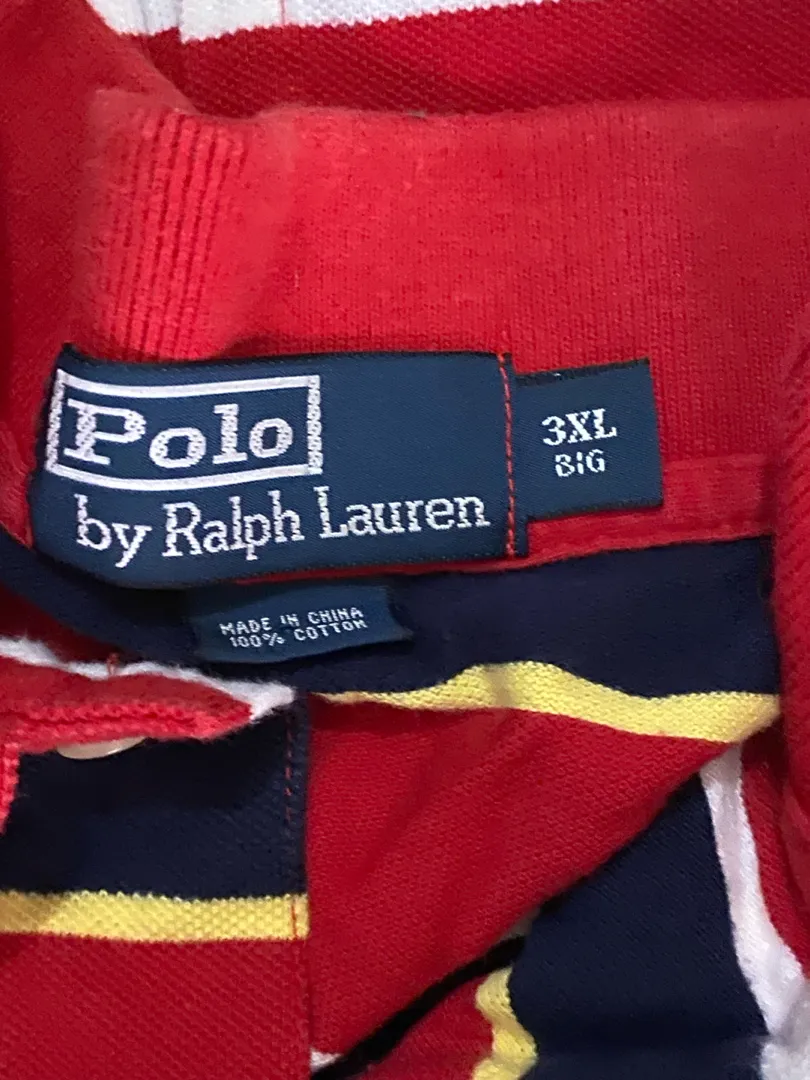 Polo
by Ralph Lauren
3XL
BIG
MADE IN CHINA
100% COTTON